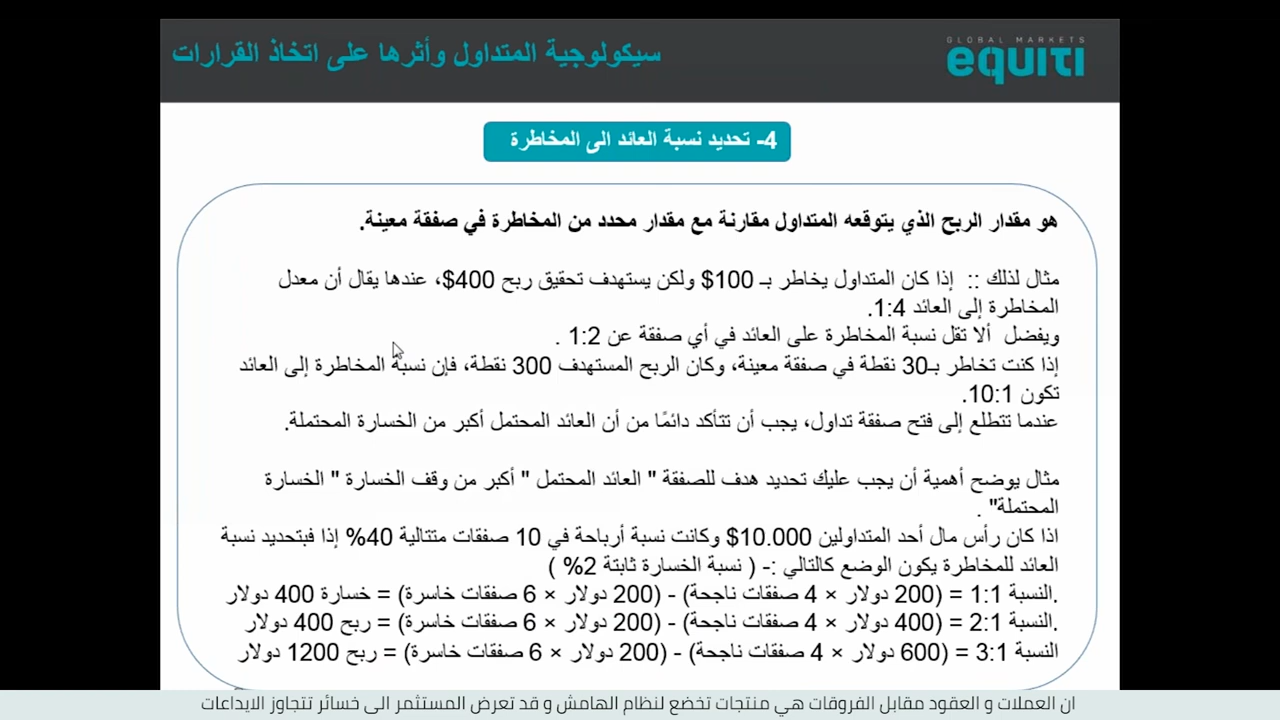 سيكولوجية المتداول وأثرها على اتخاذ القرارات
GLOBAL MARKETS
equiti
4- تحديد نسبة العائد الى المخاطرة
هو مقدار الربح الذي يتوقعه المتداول مقارنة مع مقدار محدد من المخاطرة في صفقة معينة.
مثال لذلك :: إذا كان المتداول يخاطر بـ 100$ ولكن يستهدف تحقيق ربح 400$، عندها يقال أن معدل
المخاطرة إلى العائد 1:4.
ويفضل ألا تقل نسبة المخاطرة على العائد في أي صفقة عن 1:2 .
إذا كنت تخاطر بـ30 نقطة في صفقة معينة، وكان الربح المستهدف 300 نقطة، فإن نسبة المخاطرة إلى العائد
تكون 10:1.
عندما تتطلع إلى فتح صفقة تداول، يجب أن تتأكد دائمًا من أن العائد المحتمل أكبر من الخسارة المحتملة.
مثال يوضح أهمية أن يجب عليك تحديد هدف للصفقة " العائد المحتمل " أكبر من وقف الخسارة " الخسارة
المحتملة" .
اذا كان رأس مال أحد المتداولين 10.000$ وكانت نسبة أرباحة في 10 صفقات متتالية 40% إذا فبتحديد نسبة
العائد للمخاطرة يكون الوضع كالتالي :- ( نسبة الخسارة ثابتة 2% )
.النسبة 1:1 = (200 دولار × 4 صفقات ناجحة) - (200 دولار × 6 صفقات خاسرة) = خسارة 400 دولار
.النسبة 2:1 = (400 دولار × 4 صفقات ناجحة) - (200 دولار × 6 صفقات خاسرة) = ربح 400 دولار
النسبة 3:1 = (600 دولار × 4 صفقات ناجحة) - (200 دولار × 6 صفقات خاسرة) = ربح 1200 دولار
ان العملات و العقود مقابل الفروقات هي منتجات تخضع لنظام الهامش و قد تعرض المستثمر الى خسائر تتجاوز الايداعات